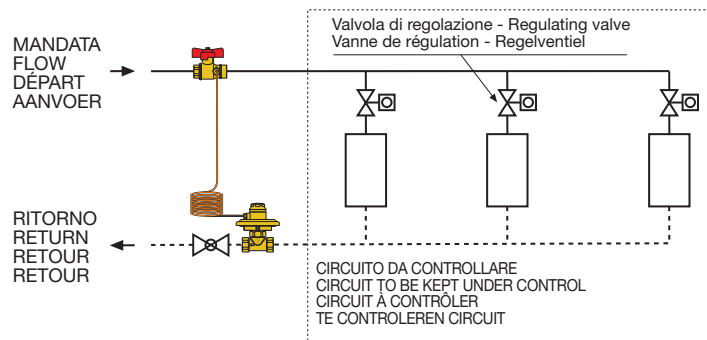 Valvola di regolazione - Regulating valve
Vanne de régulation - Regelventiel
MANDATA
FLOW
DÉPART
AANVOER
RITORNO
RETURN
RETOUR
RETOUR
CIRCUITO DA CONTROLLARE
CIRCUIT TO BE KEPT UNDER CONTROL
CIRCUIT À CONTRÔLER
TE CONTROLEREN CIRCUIT